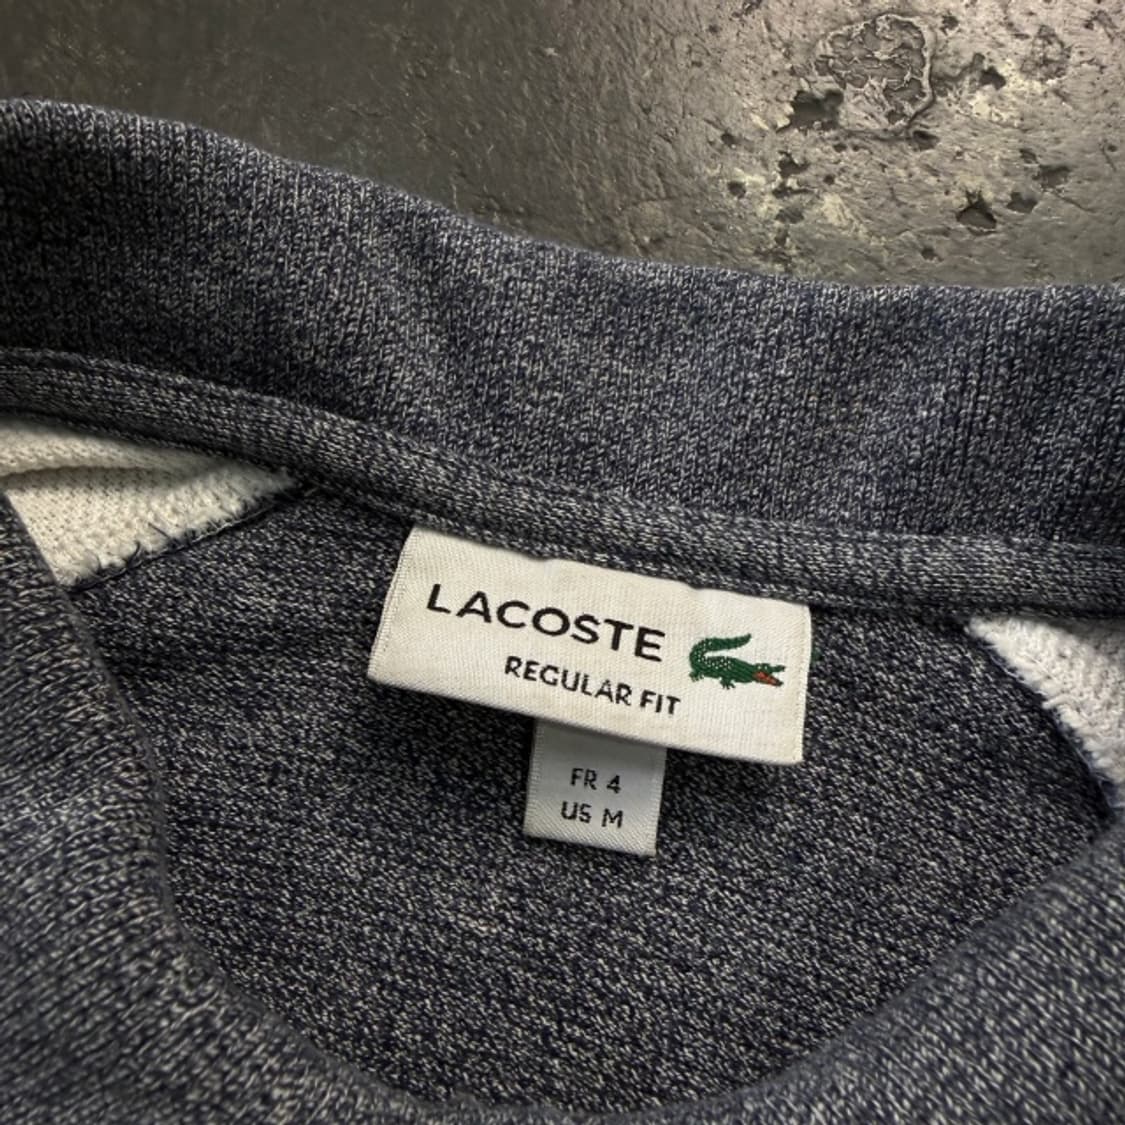 LACOSTE
REGULAR FIT
FR 4
US M